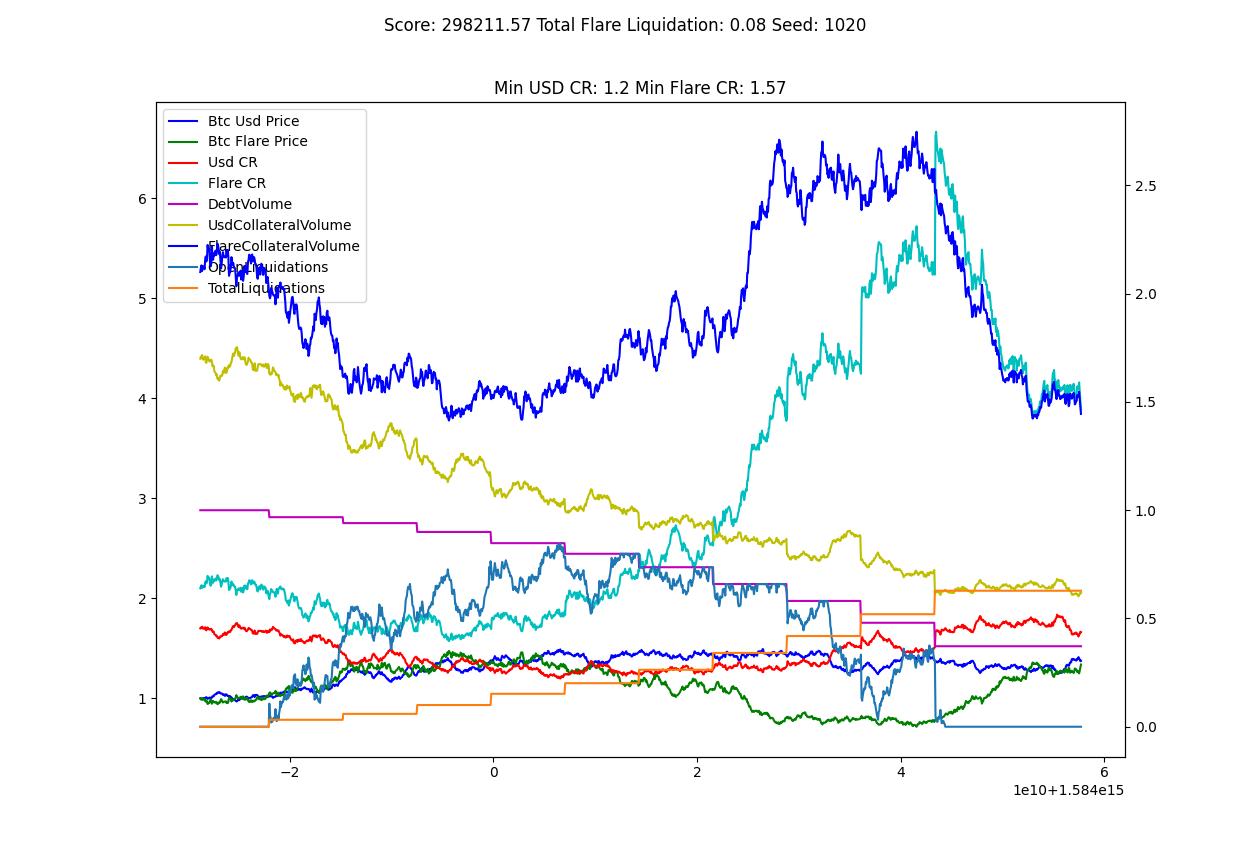 Score: 298211.57 Total Flare Liquidation: 0.08 Seed: 1020
Min USD CR: 1.2 Min Flare CR: 1.57
Btc Usd Price
Btc Flare Price
Usd CR
Flare CR
DebtVolume
UsdCollateralVolume
FlareCollateralVolume
OpenLiquidations
TotalLiquidations
6
5
4
3
2
1
2.5
2.0
1.5
1.0
0.5
0.0
−2
0
2
4
6
1e10+1.584e15